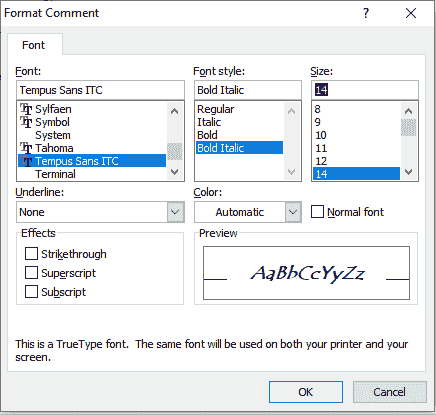 Format Comment
? ×
Font
Font:
Font style:
Size:
Tempus Sans ITC
Bold Italic
14
Sylfaen
Symbol
System
Tahoma
Tempus Sans ITC
Terminal
Regular
Italic
Bold
Bold Italic
8
9
10
11
12
14
Underline:
Color:
None
Automatic
Normal font
Effects
Strikethrough
Superscript
Subscript
Preview
AaBbCcYyZz
This is a TrueType font.  The same font will be used on both your printer and your
screen.
OK
Cancel